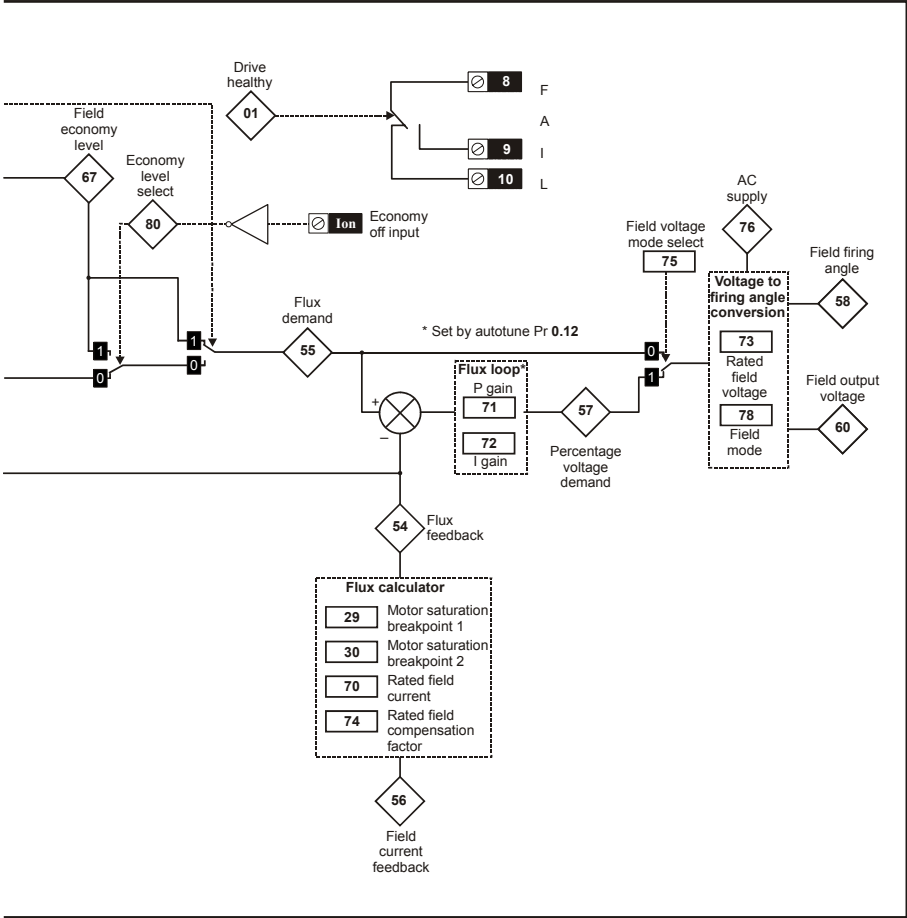 Drive
healthy
01
8
F
A
9
I
10
L
Field
economy
level
67
Economy
level
select
80
Ion
Economy
off input
AC
supply
76
Field voltage
mode select
75
Field firing
angle
58
Voltage to
firing angle
conversion
73
Rated
field
voltage
78
Field
mode
Field output
voltage
60
Flux
demand
55
* Set by autotune Pr 0.12
1
0
1
0
0
1
Flux loop*
P gain
71
72
I gain
57
Percentage
voltage
demand
+
–
54
Flux
feedback
Flux calculator
29
Motor saturation
breakpoint 1
30
Motor saturation
breakpoint 2
70
Rated field
current
74
Rated field
compensation
factor
56
Field
current
feedback